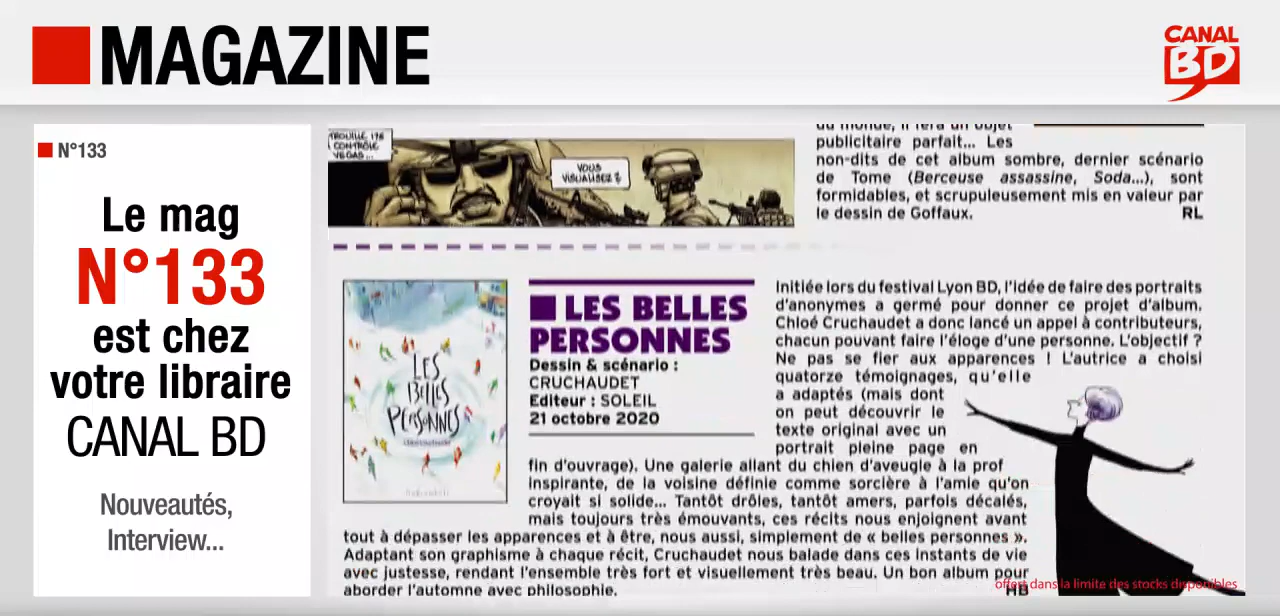 MAGAZINE
CANAL
BD
N°133
Le mag
N°133
est chez
votre libraire
CANAL BD
Nouveautés,
Interview...
CONTRÔLE
VEGAS...
VOUS
VISUALISEZ ?
du monde, il fera un objet
publicitaire parfait... Les
non-dits de cet album sombre, dernier scénario
de Tome (Berceuse assassine, Soda...), sont
formidables, et scrupuleusement mis en valeur par
le dessin de Goffaux. RL
LES
BELLES
PERSONNES
LES BELLES
PERSONNES
Dessin & scénario :
CRUCHAUDET
Editeur : SOLEIL
21 octobre 2020
Initiée lors du festival Lyon BD, l'idée de faire des portraits
d'anonymes a germé pour donner ce projet d'album.
Chloé Cruchaudet a donc lancé un appel à contributeurs,
chacun pouvant faire l'éloge d'une personne. L'objectif ?
Ne pas se fier aux apparences ! L'autrice a choisi
quatorze témoignages, qu'elle
a adaptés (mais dont
on peut découvrir le
texte original avec un
portrait pleine page en
fin d'ouvrage). Une galerie allant du chien d'aveugle à la prof
inspirante, de la voisine définie comme sorcière à l'amie qu'on
croyait si solide... Tantôt drôles, tantôt amers, parfois décalés,
mais toujours très émouvants, ces récits nous enjoignent avant
tout à dépasser les apparences et à être, nous aussi, simplement de « belles personnes ».
Adaptant son graphisme à chaque récit, Cruchaudet nous balade dans ces instants de vie
avec justesse, rendant l'ensemble très fort et visuellement très beau. Un bon album pour
aborder l'automne avec philosophie. HB
offert dans la limite des stocks disponibles